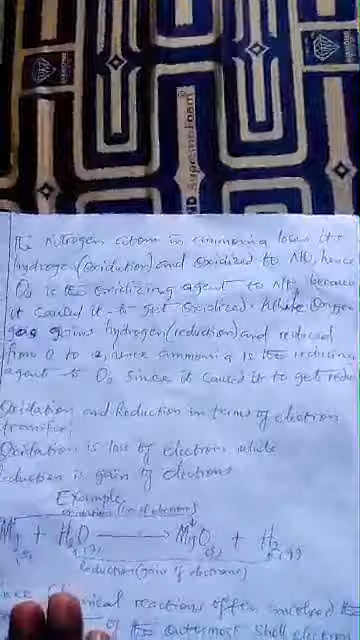 SupremeFoam
The Nitrogen atom in ammonia loses its
hydrogen (oxidation) and oxidized to NO, hence
O₂ is the oxidizing agent to NH₃ because
it caused it to get oxidized. While Oxygen
gas gains hydrogen (reduction) and reduced
from 0 to 2, hence ammonia is the reducing
agent to O₂ since it caused it to get redu
Oxidation and Reduction in terms of electron
transfer
Oxidation is loss of electrons while
Reduction is gain of electrons
Example:
oxidation (loss of electrons)
Mg + H₂O → MgO + H₂
(s) (s) (g)
Reduction (gain of electrons)
chemical reactions often involved the
of the outermost shell electron